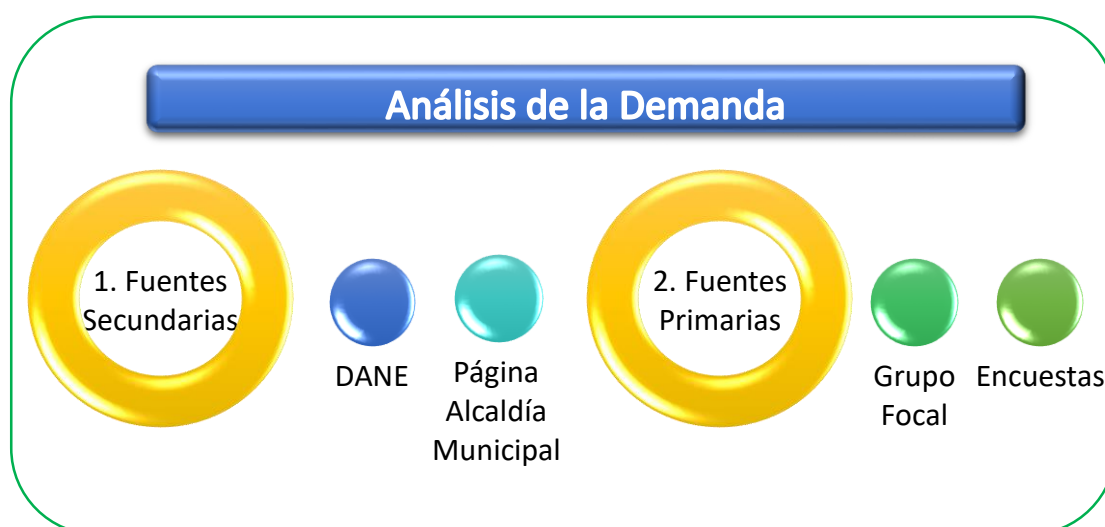 Análisis de la Demanda
1. Fuentes
Secundarias
DANE
Página
Alcaldía
Municipal
2. Fuentes
Primarias
Grupo
Focal
Encuestas